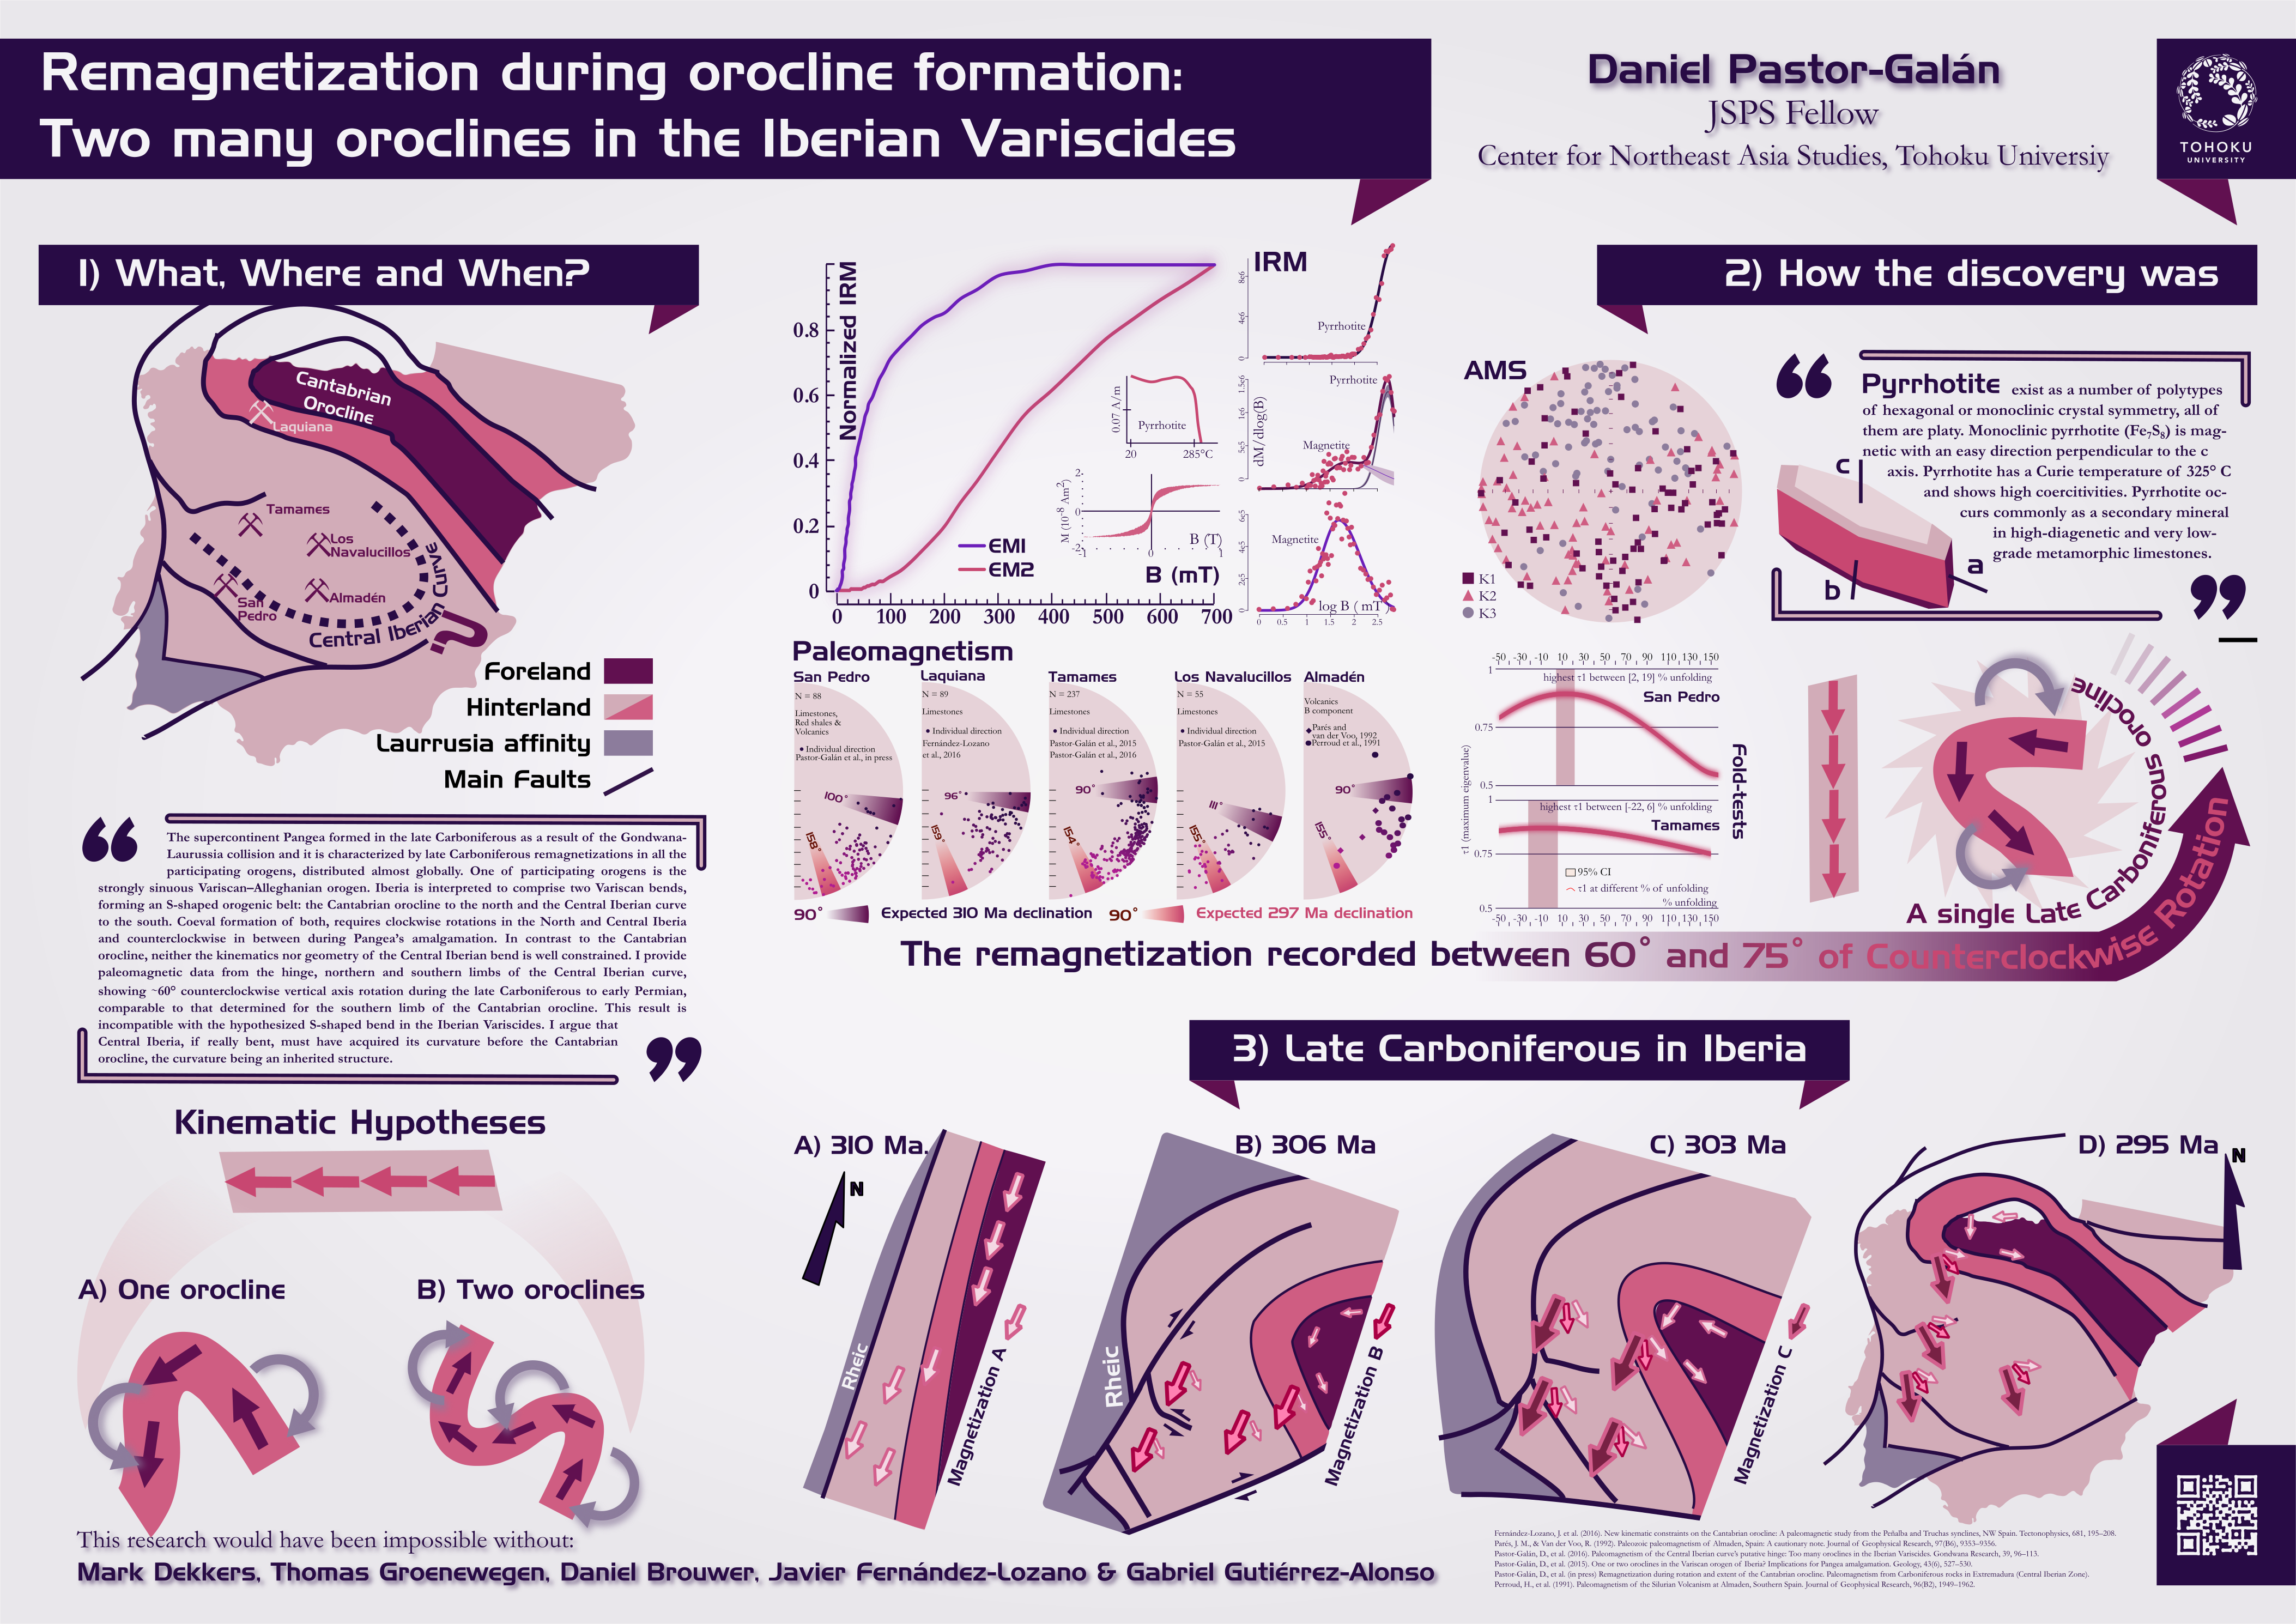 Remagnetization during orocline formation:
Two many oroclines in the Iberian Variscides
Daniel Pastor-Galán
JSPS Fellow
Center for Northeast Asia Studies, Tohoku Universiy
TOHOKU
UNIVERSITY
1) What, Where and When?
Cantabrian
Orocline
Laquiana
Tamames
Los
Navalucillos
San
Pedro
Almadén
Central Iberian Curve
?
Foreland
Hinterland
Laurrusia affinity
Main Faults
“
The supercontinent Pangea formed in the late Carboniferous as a result of the Gondwana-
Laurussia collision and it is characterized by late Carboniferous remagnetizations in all the
participating orogens, distributed almost globally. One of participating orogens is the
strongly sinuous Variscan–Alleghanian orogen. Iberia is interpreted to comprise two Variscan bends,
forming an S-shaped orogenic belt: the Cantabrian orocline to the north and the Central Iberian curve
to the south. Coeval formation of both, requires clockwise rotations in the North and Central Iberia
and counterclockwise in between during Pangea’s amalgamation. In contrast to the Cantabrian
orocline, neither the kinematics nor geometry of the Central Iberian bend is well constrained. I provide
paleomagnetic data from the hinge, northern and southern limbs of the Central Iberian curve,
showing ~60° counterclockwise vertical axis rotation during the late Carboniferous to early Permian,
comparable to that determined for the southern limb of the Cantabrian orocline. This result is
incompatible with the hypothesized S-shaped bend in the Iberian Variscides. I argue that
Central Iberia, if really bent, must have acquired its curvature before the Cantabrian
orocline, the curvature being an inherited structure.
”
Kinematic Hypotheses
A) One orocline
B) Two oroclines
This research would have been impossible without:
Mark Dekkers, Thomas Groenewegen, Daniel Brouwer, Javier Fernández-Lozano & Gabriel Gutiérrez-Alonso
Normalized IRM
0.8
0.6
0.4
0.2
0
0 100 200 300 400 500 600 700
B (mT)
EM1
EM2
0.07 A/m
Pyrrhotite
20 285°C
M (10-8 Am2)
2
0
-2
-1 0 1
B (T)
IRM
8e6
4e6
0
Pyrrhotite
dM/dlog(B)
1.5e6
1e6
5e5
0
Pyrrhotite
Magnetite
6e5
4e5
2e5
0
Magnetite
log B ( mT )
0 0.5 1 1.5 2 2.5
Paleomagnetism
San Pedro
N = 88
Limestones,
Red shales &
Volcanics
Individual direction
Pastor-Galán et al., in press
100°
158°
Laquiana
N = 89
Limestones
Individual direction
Fernández-Lozano
et al., 2016
96°
159°
Tamames
N = 237
Limestones
Individual direction
Pastor-Galán et al., 2015
Pastor-Galán et al., 2016
90°
154°
Los Navalucillos
N = 55
Limestones
Individual direction
Pastor-Galán et al., 2015
111°
155°
Almadén
Volcanics
B component
Parés and
van der Voo, 1992
Perroud et al., 1991
90°
155°
90° Expected 310 Ma declination
90° Expected 297 Ma declination
The remagnetization recorded between 60° and 75° of Counterclockwise Rotation
2) How the discovery was
AMS
K1
K2
K3
“
Pyrrhotite exist as a number of polytypes
of hexagonal or monoclinic crystal symmetry, all of
them are platy. Monoclinic pyrrhotite (Fe7S8) is mag-
netic with an easy direction perpendicular to the c
axis. Pyrrhotite has a Curie temperature of 325° C
and shows high coercitivities. Pyrrhotite oc-
curs commonly as a secondary mineral
in high-diagenetic and very low-
grade metamorphic limestones.
”
c
a
b
-50 -30 -10 10 30 50 70 90 110 130 150
1
highest τ1 between [2, 19] % unfolding
San Pedro
0.75
0.5
1
highest τ1 between [-22, 6] % unfolding
Tamames
0.75
95% CI
τ1 at different % of unfolding
% unfolding
0.5
-50 -30 -10 10 30 50 70 90 110 130 150
τ1 (maximum eigenvalue)
Fold-tests
A single Late Carboniferous orocline
3) Late Carboniferous in Iberia
A) 310 Ma.
N
Rheic
Magnetization A
B) 306 Ma
Rheic
Magnetization B
C) 303 Ma
Magnetization C
D) 295 Ma
N
Fernández-Lozano, J. et al. (2016). New kinematic constraints on the Cantabrian orocline: A paleomagnetic study from the Peñalba and Truchas synclines, NW Spain. Tectonophysics, 681, 195–208.
Parés, J. M., & Van der Voo, R. (1992). Paleozoic paleomagnetism of Almaden, Spain: A cautionary note. Journal of Geophysical Research, 97(B6), 9353–9356.
Pastor-Galán, D., et al. (2016). Paleomagnetism of the Central Iberian curve's putative hinge: Too many oroclines in the Iberian Variscides. Gondwana Research, 39, 96–113.
Pastor-Galán, D., et al. (2015). One or two oroclines in the Variscan orogen of Iberia? Implications for Pangea amalgamation. Geology, 43(6), 527–530.
Pastor-Galán, D., et al. (in press) Remagnetization during rotation and extent of the Cantabrian orocline. Paleomagnetism from Carboniferous rocks in Extremadura (Central Iberian Zone).
Perroud, H., et al. (1991). Paleomagnetism of the Silurian Volcanism at Almaden, Southern Spain. Journal of Geophysical Research, 96(B2), 1949–1962.